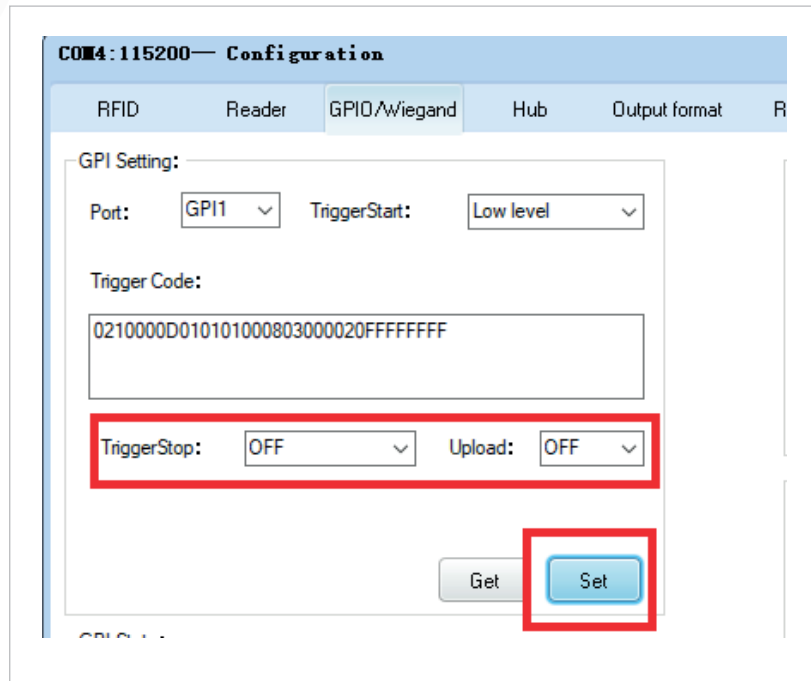 COM4:115200— Configuration
RFID Reader GPIO/Wiegand Hub Output format R
GPI Setting:
Port: GPI1 TriggerStart: Low level
Trigger Code:
0210000D010101000803000020FFFFFFFF
TriggerStop: OFF Upload: OFF
Get Set